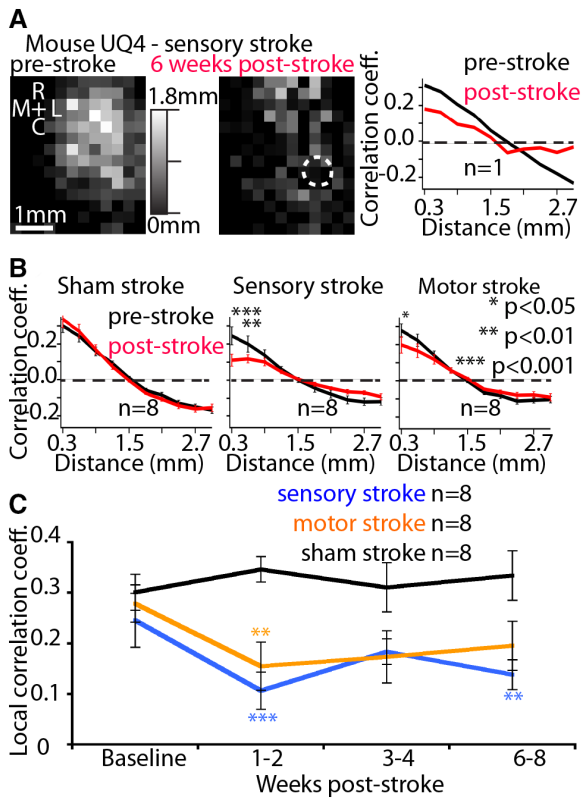 A
Mouse UQ4 - sensory stroke
pre-stroke 6 weeks post-stroke
R
M+L
C
1mm
1.8mm
0mm
Correlation coeff.
0.2
0.0
-0.2
pre-stroke
post-stroke
n=1
0.3 1.5 2.7
Distance (mm)
B
Sham stroke
Correlation coeff.
0.2
0.0
-0.2
pre-stroke
post-stroke
n=8
0.3 1.5 2.7
Distance (mm)
Sensory stroke
***
**
n=8
0.3 1.5 2.7
Distance (mm)
Motor stroke
*
* p<0.05
** p<0.01
*** p<0.001
n=8
0.3 1.5 2.7
Distance (mm)
C
sensory stroke n=8
motor stroke n=8
sham stroke n=8
Local correlation coeff.
0.4
0.3
0.2
0.1
0
**
***
**
Baseline 1-2 3-4 6-8
Weeks post-stroke